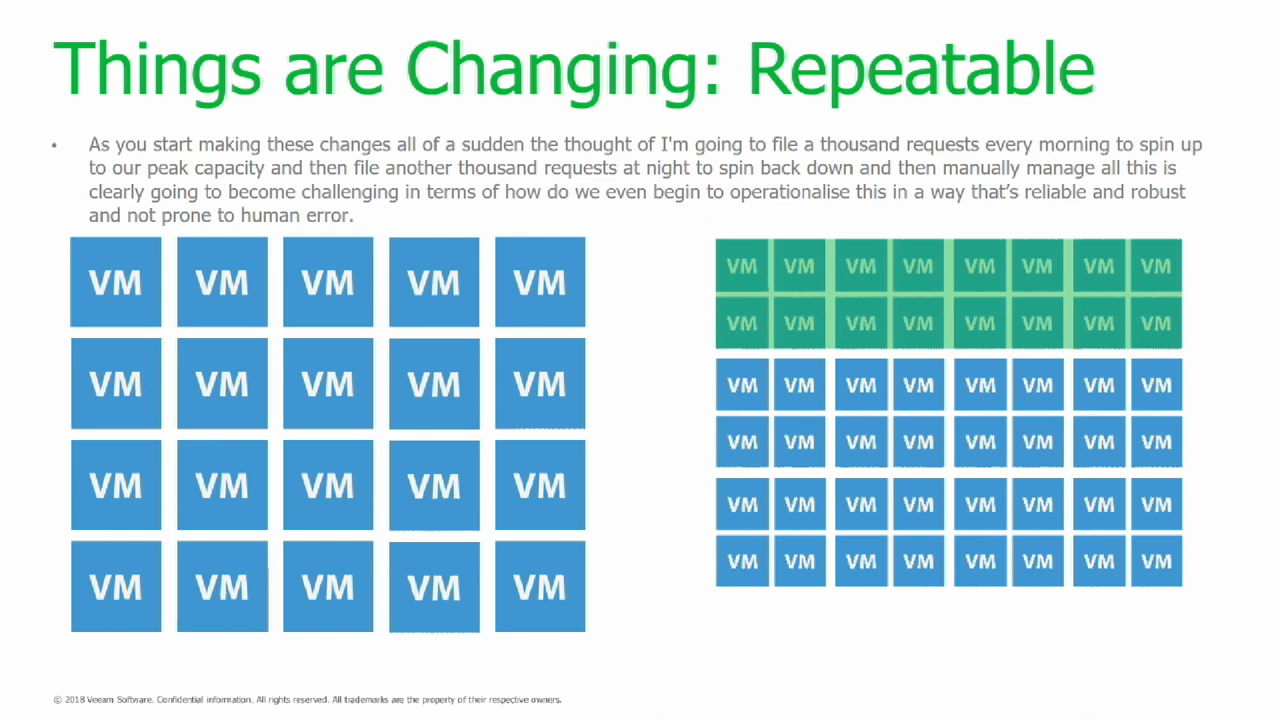 Things are Changing: Repeatable
• As you start making these changes all of a sudden the thought of I'm going to file a thousand requests every morning to spin up
to our peak capacity and then file another thousand requests at night to spin back down and then manually manage all this is
clearly going to become challenging in terms of how do we even begin to operationalise this in a way that's reliable and robust
and not prone to human error.
VM VM VM VM VM
VM VM VM VM VM
VM VM VM VM VM
VM VM VM VM VM
VM VM VM VM VM VM VM VM
VM VM VM VM VM VM VM VM
VM VM VM VM VM VM VM VM
VM VM VM VM VM VM VM VM
VM VM VM VM VM VM VM VM
VM VM VM VM VM VM VM VM
© 2018 Veeam Software. Confidential information. All rights reserved. All trademarks are the property of their respective owners.